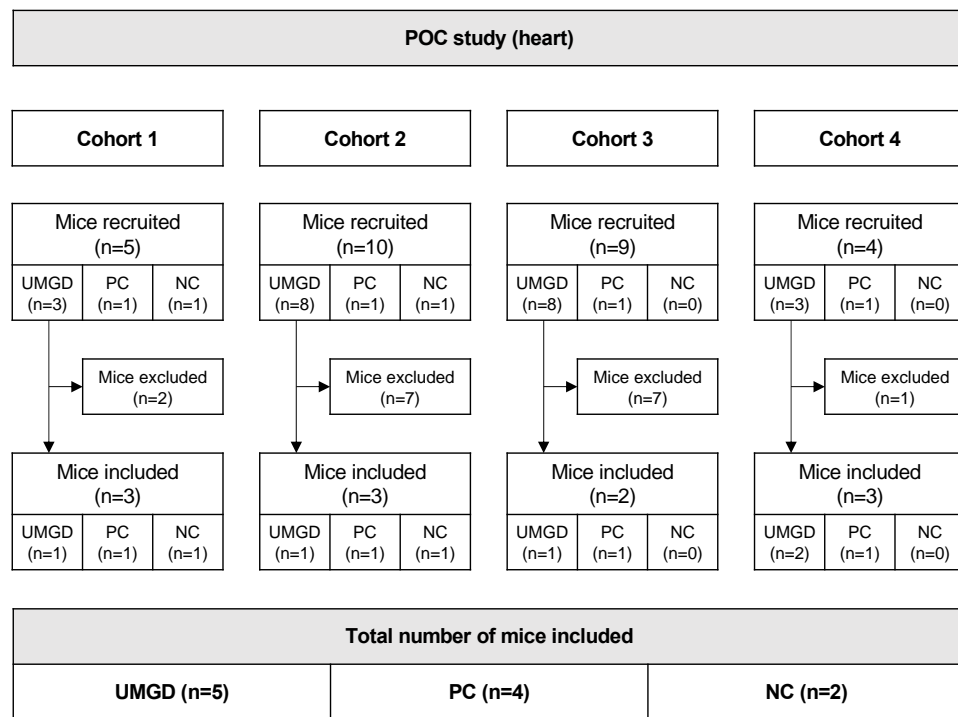 POC study (heart)
Cohort 1
Cohort 2
Cohort 3
Cohort 4
Mice recruited
(n=5)
UMGD
(n=3)
PC
(n=1)
NC
(n=1)
Mice recruited
(n=10)
UMGD
(n=8)
PC
(n=1)
NC
(n=1)
Mice recruited
(n=9)
UMGD
(n=8)
PC
(n=1)
NC
(n=0)
Mice recruited
(n=4)
UMGD
(n=3)
PC
(n=1)
NC
(n=0)
Mice excluded
(n=2)
Mice excluded
(n=7)
Mice excluded
(n=7)
Mice excluded
(n=1)
Mice included
(n=3)
UMGD
(n=1)
PC
(n=1)
NC
(n=1)
Mice included
(n=3)
UMGD
(n=1)
PC
(n=1)
NC
(n=1)
Mice included
(n=2)
UMGD
(n=1)
PC
(n=1)
NC
(n=0)
Mice included
(n=3)
UMGD
(n=2)
PC
(n=1)
NC
(n=0)
Total number of mice included
UMGD (n=5)
PC (n=4)
NC (n=2)